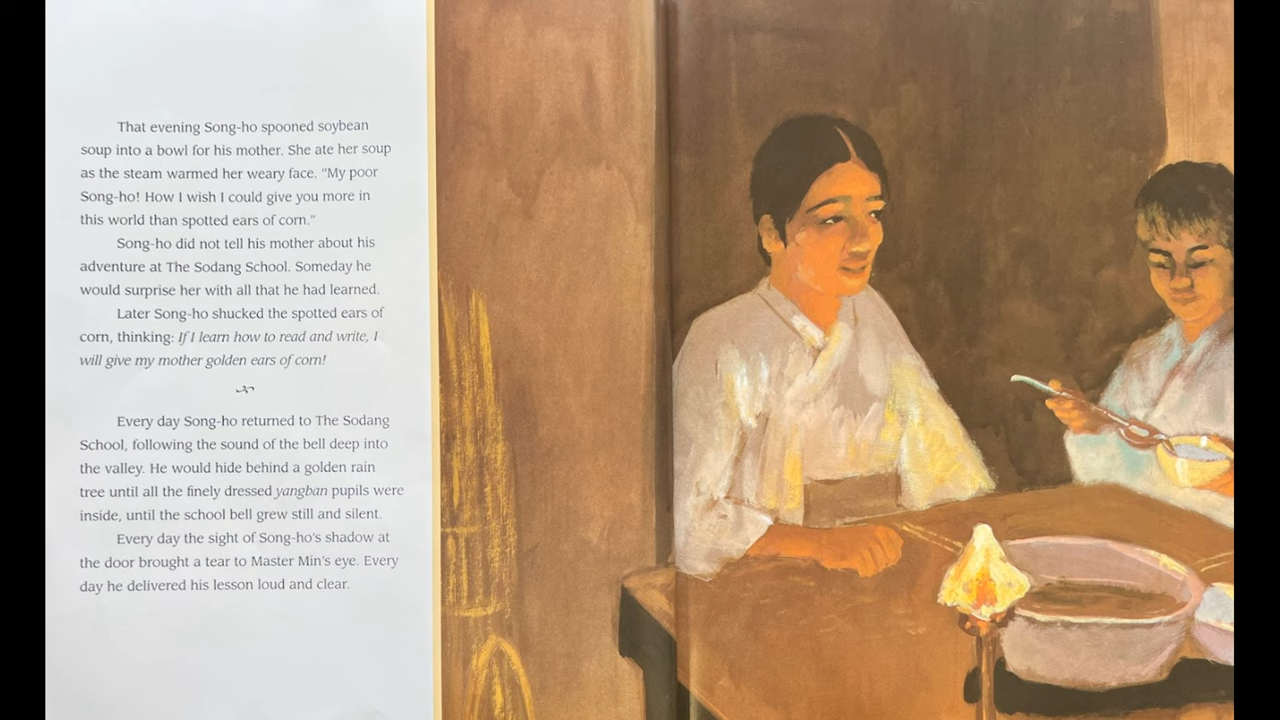 That evening Song-ho spooned soybean
soup into a bowl for his mother. She ate her soup
as the steam warmed her weary face. “My poor
Song-ho! How I wish I could give you more in
this world than spotted ears of corn.”
Song-ho did not tell his mother about his
adventure at The Sodang School. Someday he
would surprise her with all that he had learned.
Later Song-ho shucked the spotted ears of
corn, thinking: If I learn how to read and write, I
will give my mother golden ears of corn!
Every day Song-ho returned to The Sodang
School, following the sound of the bell deep into
the valley. He would hide behind a golden rain
tree until all the finely dressed yangban pupils were
inside, until the school bell grew still and silent.
Every day the sight of Song-ho’s shadow at
the door brought a tear to Master Min’s eye. Every
day he delivered his lesson loud and clear.